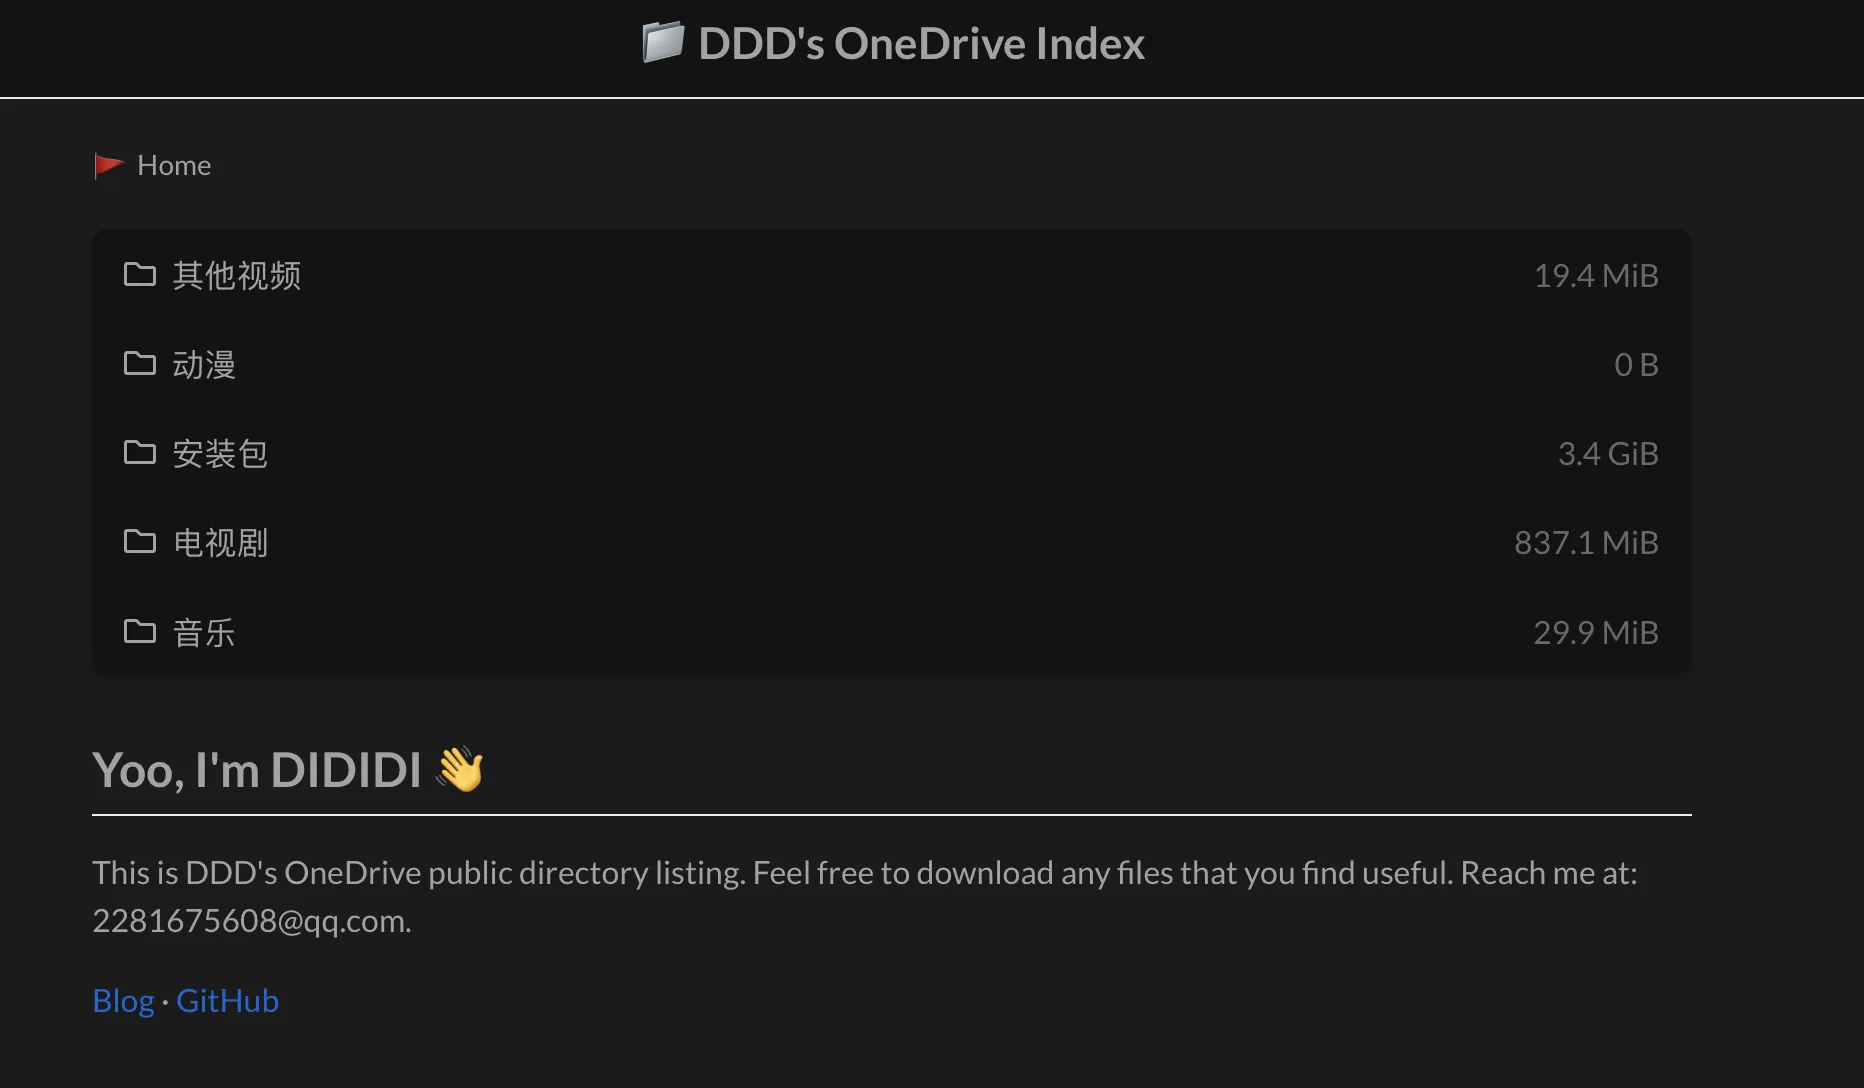 DDD's OneDrive Index
Home
其他视频 19.4 MiB
动漫 0 B
安装包 3.4 GiB
电视剧 837.1 MiB
音乐 29.9 MiB
Yoo, I'm DIDIDI 👋
This is DDD's OneDrive public directory listing. Feel free to download any files that you find useful. Reach me at:
2281675608@qq.com.
Blog · GitHub